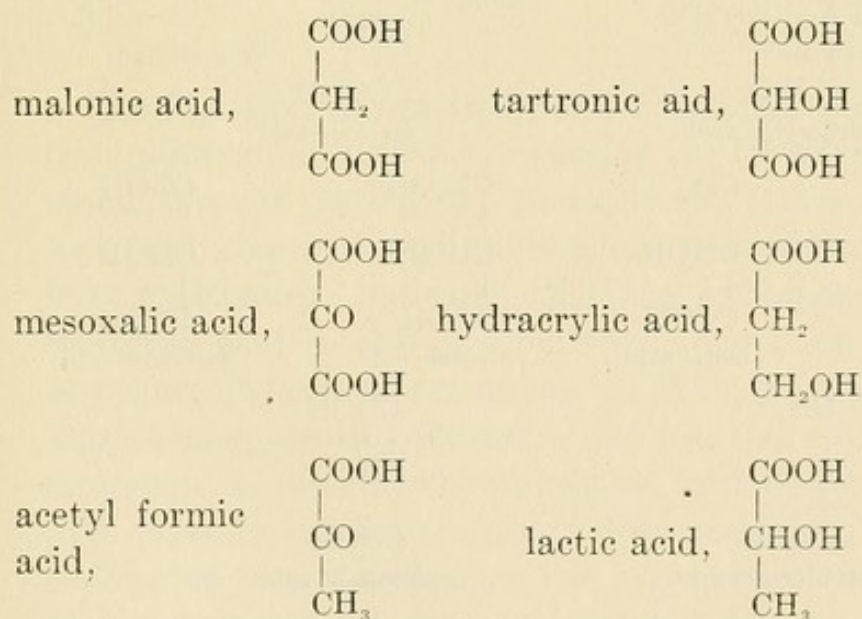 COOH COOH
malonic acid, CH₂ tartronic aid, CHOH
COOH COOH
COOH COOH
mesoxalic acid, CO hydracrylic acid, CH₂
COOH CH₂OH
COOH COOH
acetyl formic
acid, CO lactic acid, CHOH
CH₃ CH₃